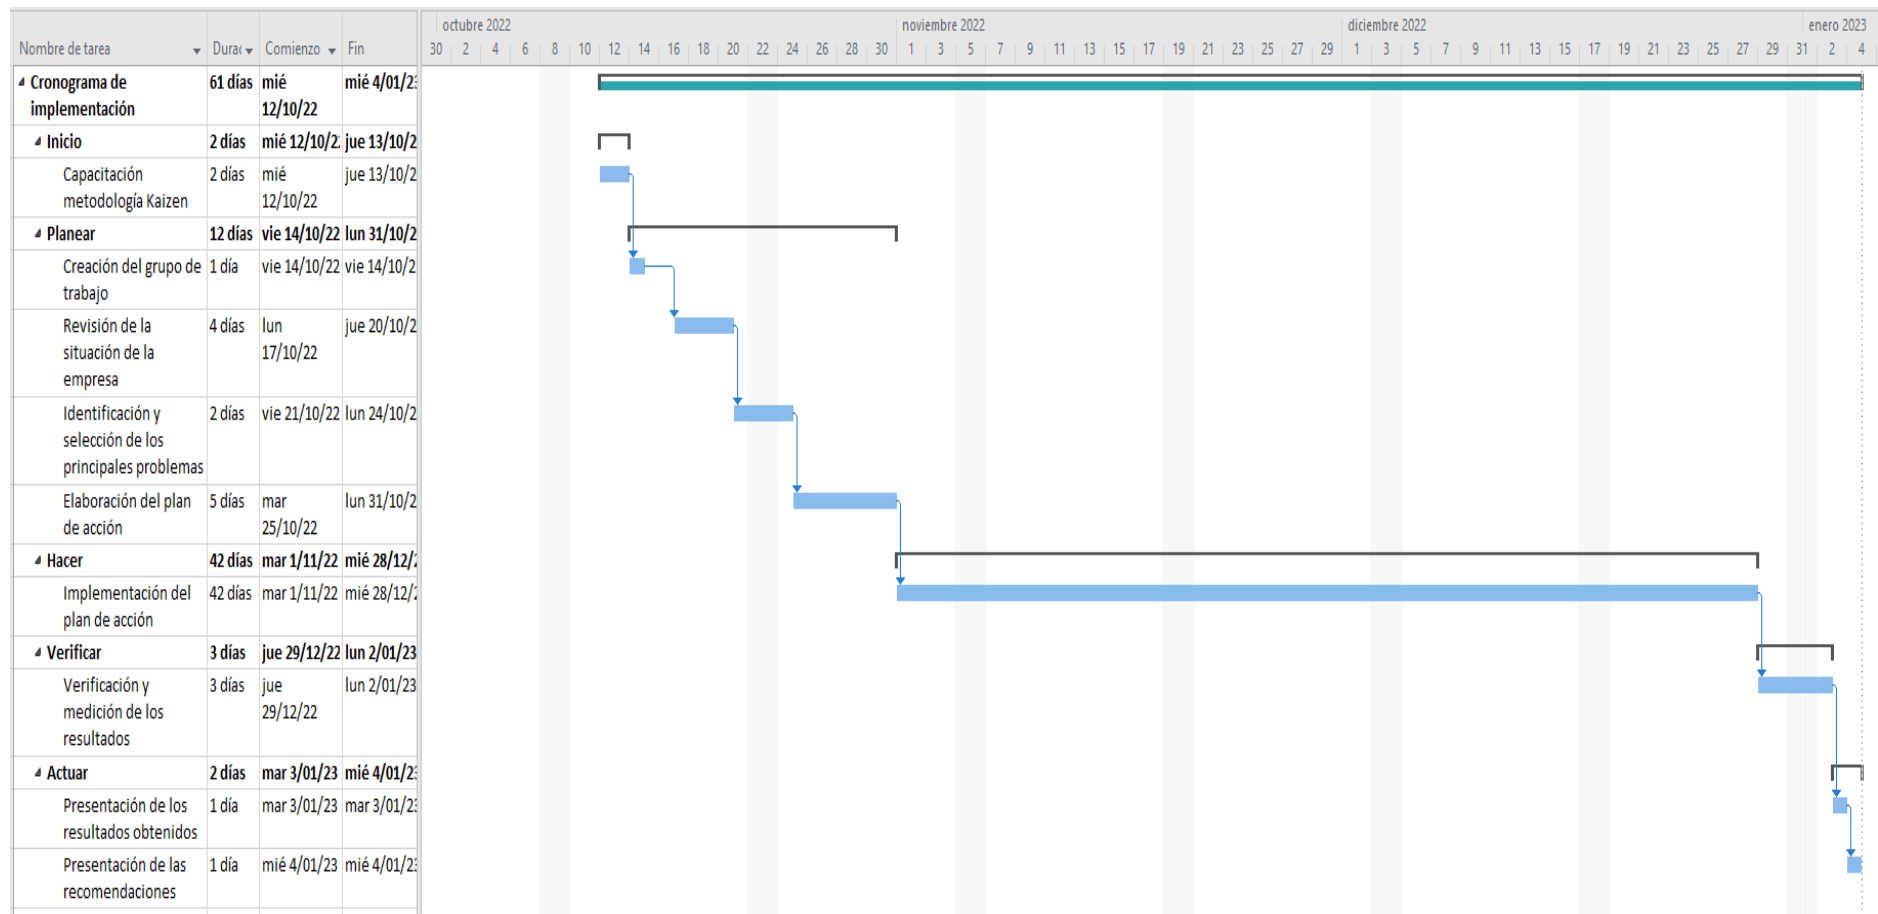 octubre 2022 noviembre 2022 diciembre 2022 enero 2023
Nombre de tarea Durac Comienzo Fin 30 2 4 6 8 10 12 14 16 18 20 22 24 26 28 30 1 3 5 7 9 11 13 15 17 19 21 23 25 27 29 1 3 5 7 9 11 13 15 17 19 21 23 25 27 29 31 2 4
Cronograma de 61 días mié mié 4/01/23
implementación 12/10/22
Inicio 2 días mié 12/10/2 jue 13/10/2
Capacitación 2 días mié jue 13/10/2
metodología Kaizen 12/10/22
Planear 12 días vie 14/10/22 lun 31/10/2
Creación del grupo de 1 día vie 14/10/22 vie 14/10/2
trabajo
Revisión de la 4 días lun jue 20/10/2
situación de la 17/10/22
empresa
Identificación y 2 días vie 21/10/22 lun 24/10/2
selección de los
principales problemas
Elaboración del plan 5 días mar lun 31/10/2
de acción 25/10/22
Hacer 42 días mar 1/11/22 mié 28/12/2
Implementación del 42 días mar 1/11/22 mié 28/12/2
plan de acción
Verificar 3 días jue 29/12/22 lun 2/01/23
Verificación y 3 días jue lun 2/01/23
medición de los 29/12/22
resultados
Actuar 2 días mar 3/01/23 mié 4/01/23
Presentación de los 1 día mar 3/01/23 mar 3/01/23
resultados obtenidos
Presentación de las 1 día mié 4/01/23 mié 4/01/23
recomendaciones